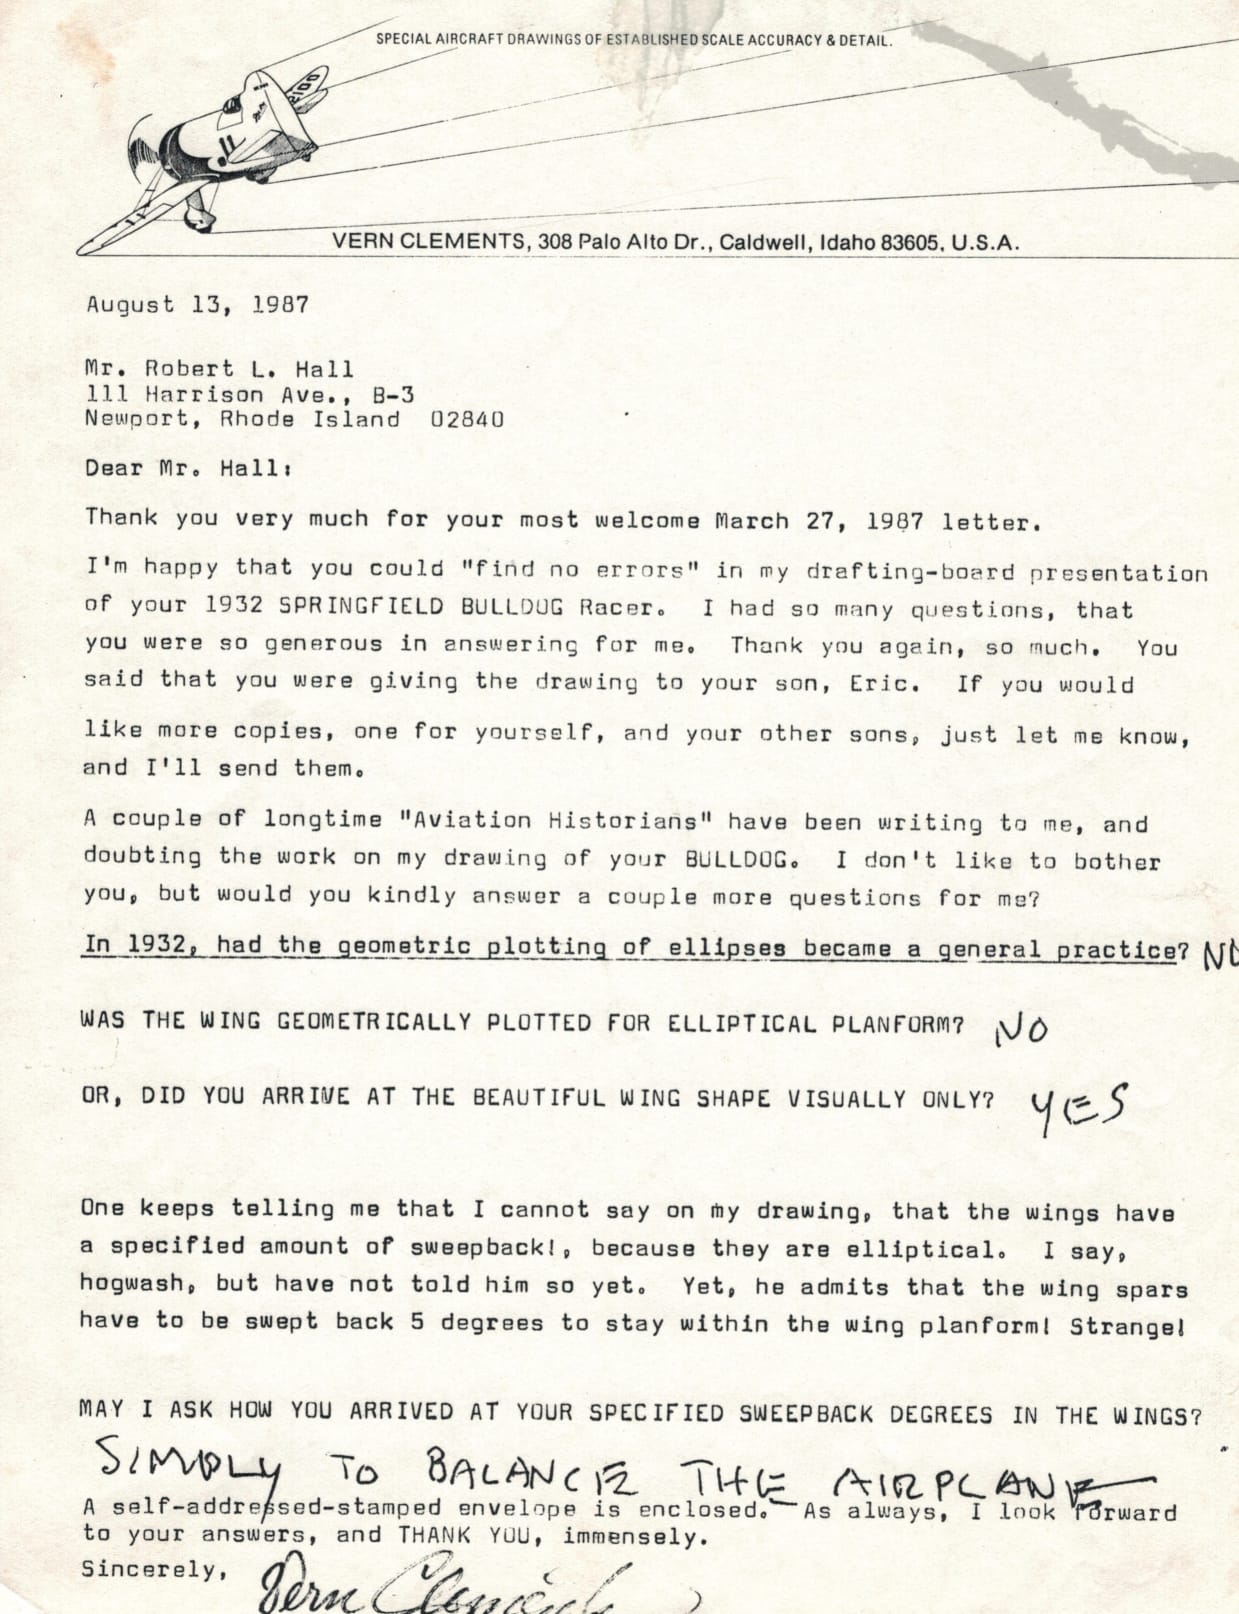 SPECIAL AIRCRAFT DRAWINGS OF ESTABLISHED SCALE ACCURACY & DETAIL.
VERN CLEMENTS, 308 Palo Alto Dr., Caldwell, Idaho 83605. U.S.A.
August 13, 1987
Mr. Robert L. Hall
111 Harrison Ave., B-3
Newport, Rhode Island 02840
Dear Mr. Hall:
Thank you very much for your most welcome March 27, 1987 letter.
I'm happy that you could "find no errors" in my drafting-board presentation
of your 1932 SPRINGFIELD BULLDOG Racer. I had so many questions, that
you were so generous in answering for me. Thank you again, so much. You
said that you were giving the drawing to your son, Eric. If you would
like more copies, one for yourself, and your other sons, just let me know,
and I'll send them.
A couple of longtime "Aviation Historians" have been writing to me, and
doubting the work on my drawing of your BULLDOG. I don't like to bother
you, but would you kindly answer a couple more questions for me?
In 1932, had the geometric plotting of ellipses became a general practice? NO
WAS THE WING GEOMETRICALLY PLOTTED FOR ELLIPTICAL PLANFORM? NO
OR, DID YOU ARRIVE AT THE BEAUTIFUL WING SHAPE VISUALLY ONLY? YES
One keeps telling me that I cannot say on my drawing, that the wings have
a specified amount of sweepback!, because they are elliptical. I say,
hogwash, but have not told him so yet. Yet, he admits that the wing spars
have to be swept back 5 degrees to stay within the wing planform! Strange!
MAY I ASK HOW YOU ARRIVED AT YOUR SPECIFIED SWEEPBACK DEGREES IN THE WINGS?
SIMPLY TO BALANCE THE AIRPLANE
A self-addressed-stamped envelope is enclosed. As always, I look forward
to your answers, and THANK YOU, immensely.
Sincerely,
Vern Clements